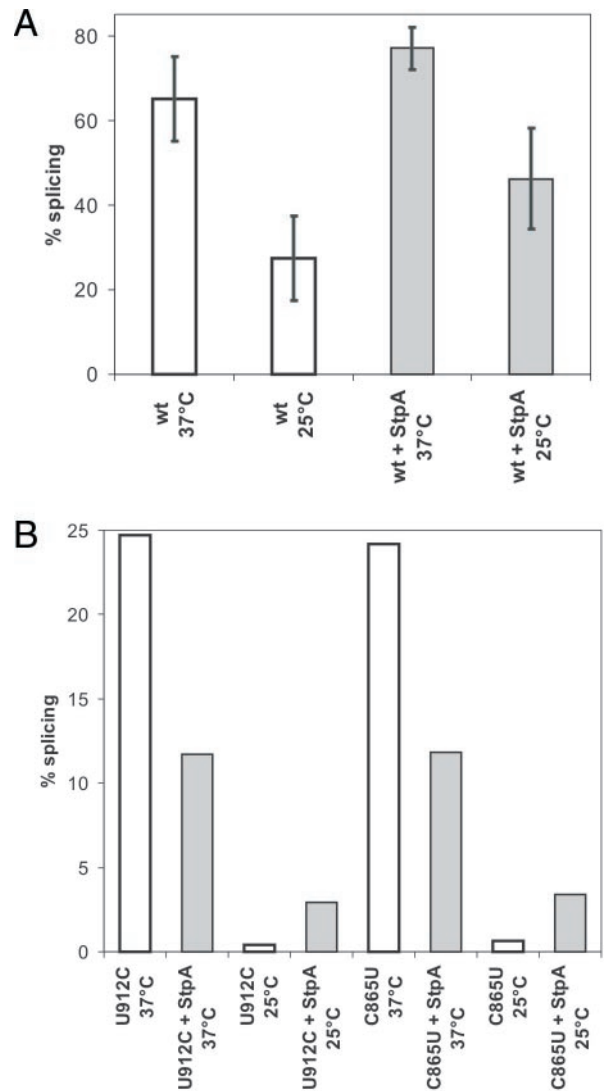 A
% splicing
80
60
40
20
0
wt
37°C
wt
25°C
wt + StpA
37°C
wt + StpA
25°C
B
% splicing
25
20
15
10
5
0
U912C
37°C
U912C + StpA
37°C
U912C
25°C
U912C + StpA
25°C
C865U
37°C
C865U + StpA
37°C
C865U
25°C
C865U + StpA
25°C